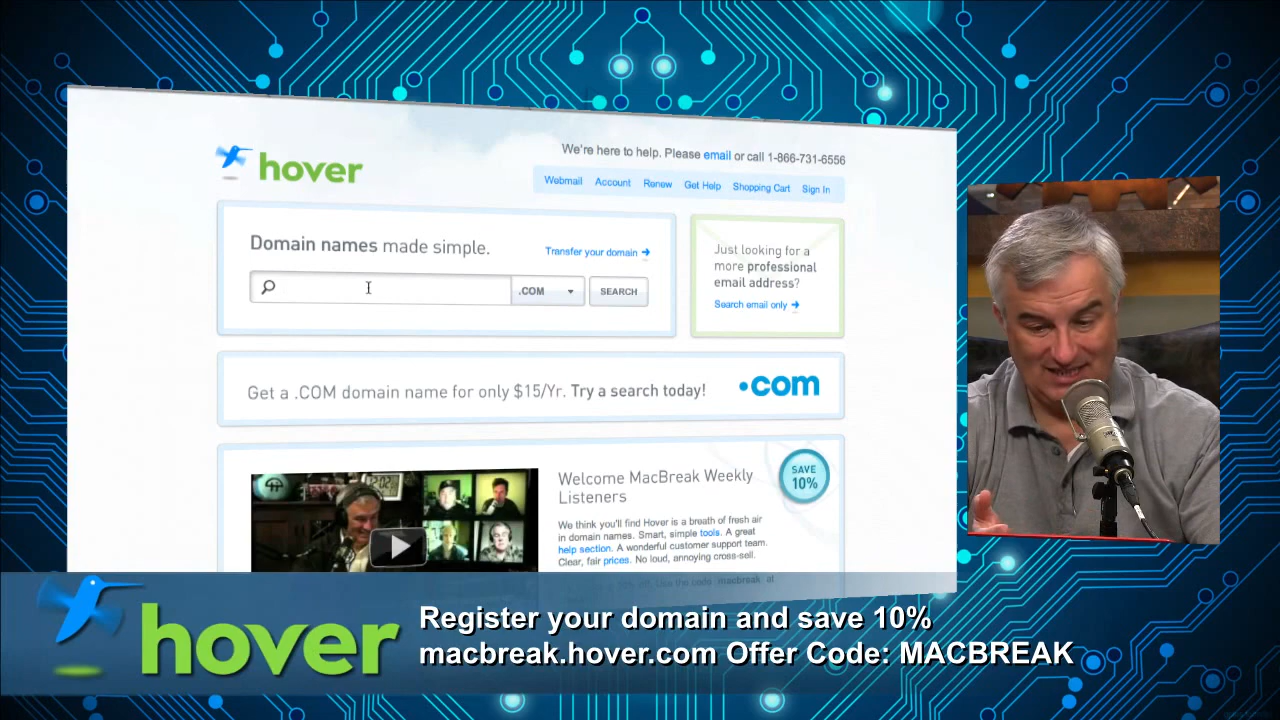 hover
We're here to help. Please email or call 1-866-731-6556
Webmail Account Renew Get Help Shopping Cart Sign In
Domain names made simple.
Transfer your domain →
.COM
SEARCH
Just looking for a
more professional
email address?
Search email only →
Get a .COM domain name for only $15/Yr. Try a search today!
.com
Welcome MacBreak Weekly
Listeners
SAVE
10%
We think you'll find Hover is a breath of fresh air
in domain names. Smart, simple tools. A great
help section. A wonderful customer support team.
Clear, fair prices. No loud, annoying cross-sell.
hover
Register your domain and save 10%
macbreak.hover.com Offer Code: MACBREAK